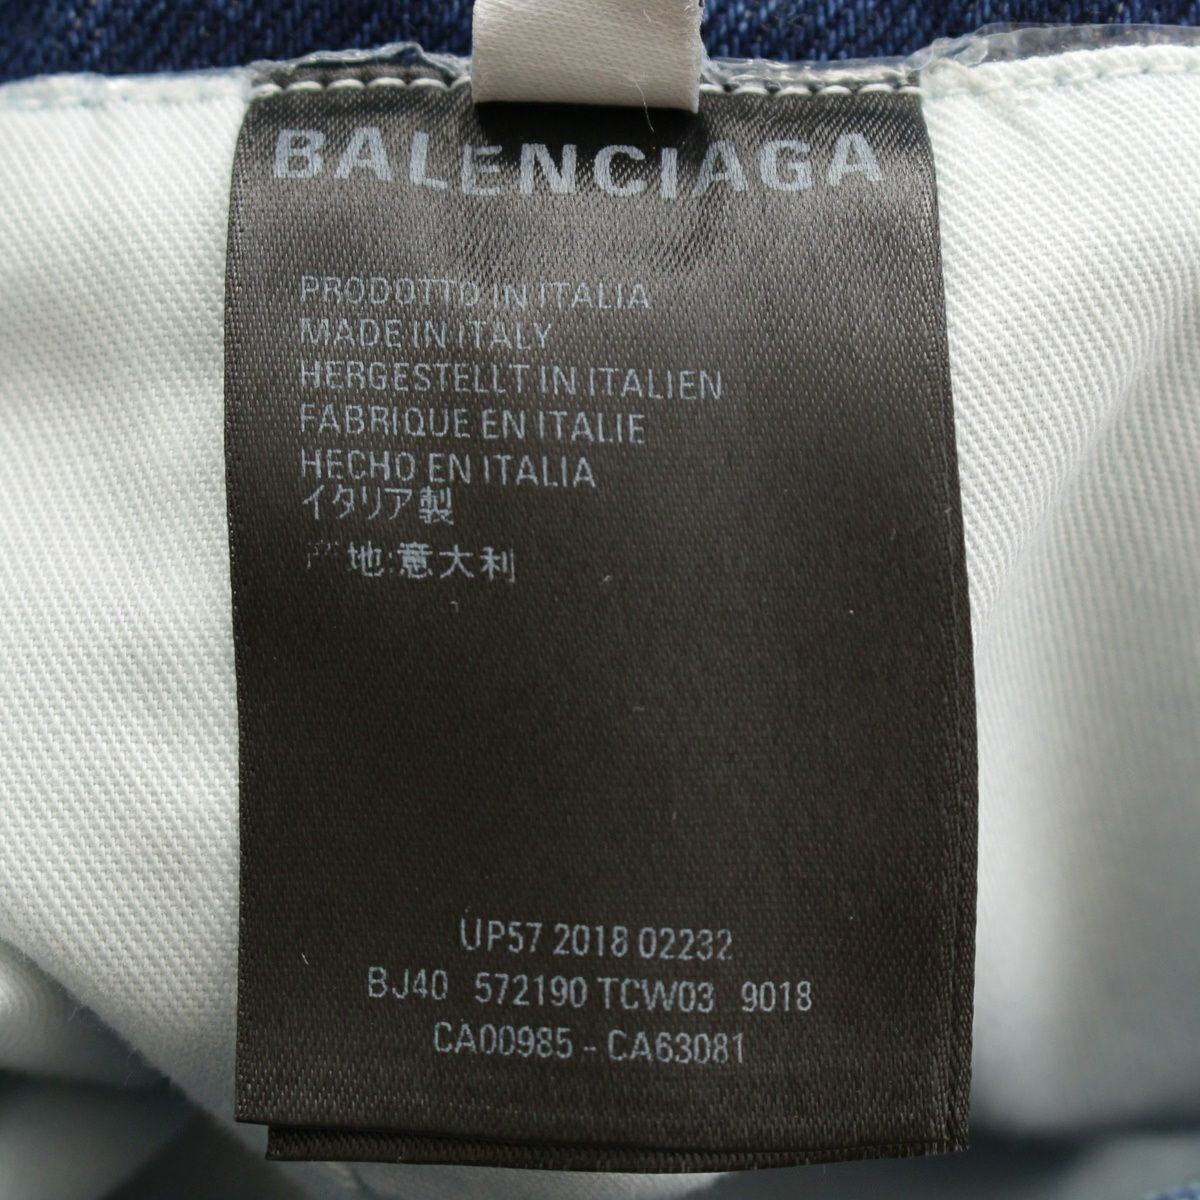 BALENCIAGA
PRODOTTO IN ITALIA
MADE IN ITALY
HERGESTELLT IN ITALIEN
FABRIQUE EN ITALIE
HECHO EN ITALIA
イタリア製
产地:意大利
UP57 2018 02232
BJ40 572190 TCW03 9018
CA00985 - CA63081